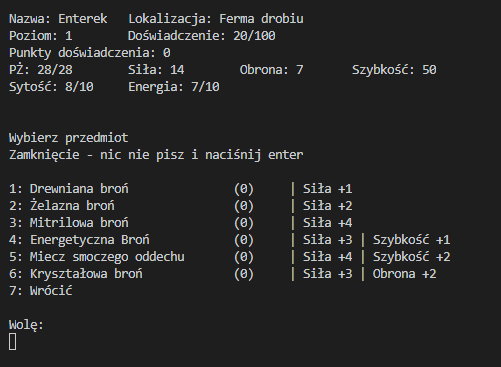 Nazwa: Enterek Lokalizacja: Ferma drobiu
Poziom: 1 Doświadczenie: 20/100
Punkty doświadczenia: 0
PŻ: 28/28 Siła: 14 Obrona: 7 Szybkość: 50
Sytość: 8/10 Energia: 7/10
Wybierz przedmiot
Zamknięcie - nic nie pisz i naciśnij enter
1: Drewniana broń (0) | Siła +1
2: Żelazna broń (0) | Siła +2
3: Mitrilowa broń (0) | Siła +4
4: Energetyczna Broń (0) | Siła +3 | Szybkość +1
5: Miecz smoczego oddechu (0) | Siła +4 | Szybkość +2
6: Kryształowa broń (0) | Siła +3 | Obrona +2
7: Wrócić
Wolę: